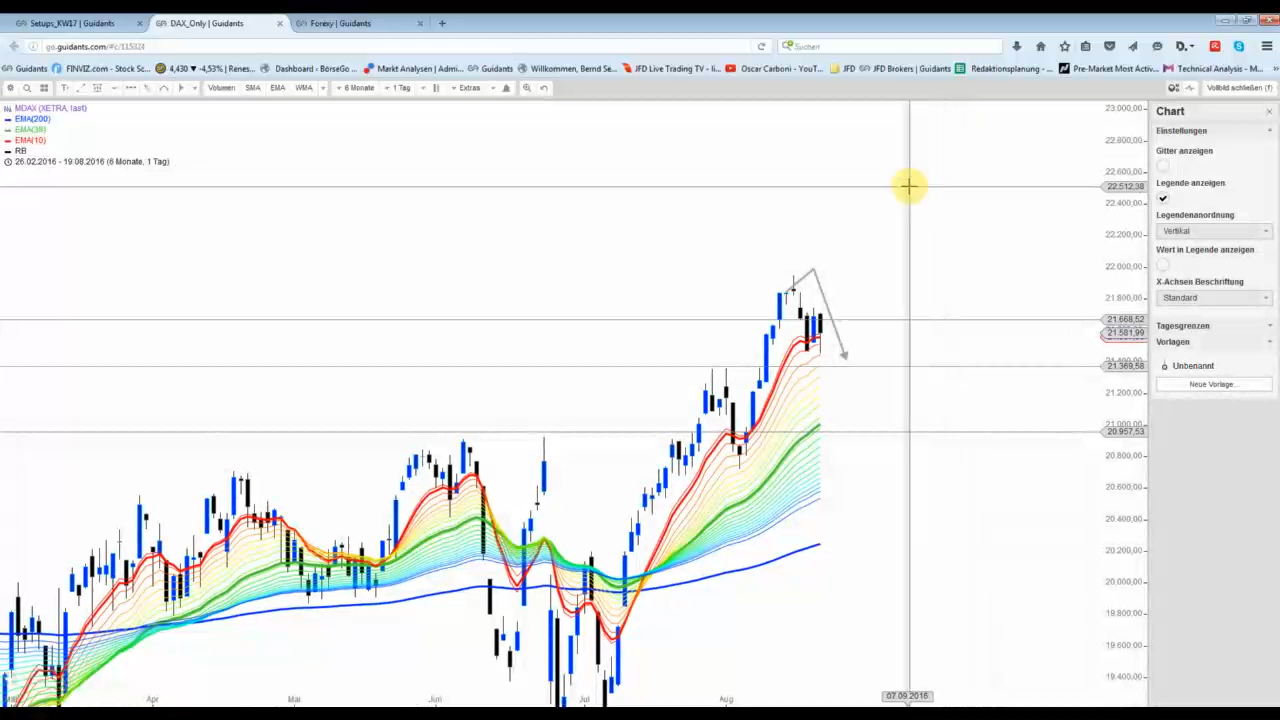 Setups_KW17 | Guidants
DAX_Only | Guidants
Forexy | Guidants
go.guidants.com/#c/115324
Suchen
Guidants
FINVIZ.com - Stock Sc...
4,430 ▼ -4,53% | Renes...
Dashboard ‹ BörseGo...
Markt Analysen | Admi...
Guidants
Willkommen, Bernd Se...
JFD Live Trading TV - li...
Oscar Carboni - YouT...
JFD
JFD Brokers | Guidants
Redaktionsplanung - ...
Pre-Market Most Activ...
Technical Analysis - M...
Volumen
SMA
EMA
WMA
6 Monate
1 Tag
Extras
Vollbild schließen (f)
MDAX (XETRA, last)
EMA(200)
EMA(38)
EMA(10)
RB
26.02.2016 - 19.08.2016 (6 Monate, 1 Tag)
23.000,00
22.800,00
22.600,00
22.512,38
22.400,00
22.200,00
22.000,00
21.800,00
21.668,52
21.581,99
21.400,00
21.369,58
21.200,00
21.000,00
20.957,53
20.800,00
20.600,00
20.400,00
20.200,00
20.000,00
19.800,00
19.600,00
19.400,00
Apr
Mai
Jun
Jul
Aug
07.09.2016
Chart
Einstellungen
Gitter anzeigen
Legende anzeigen
Legendenanordnung
Vertikal
Wert in Legende anzeigen
X-Achsen Beschriftung
Standard
Tagesgrenzen
Vorlagen
Unbenannt
Neue Vorlage...